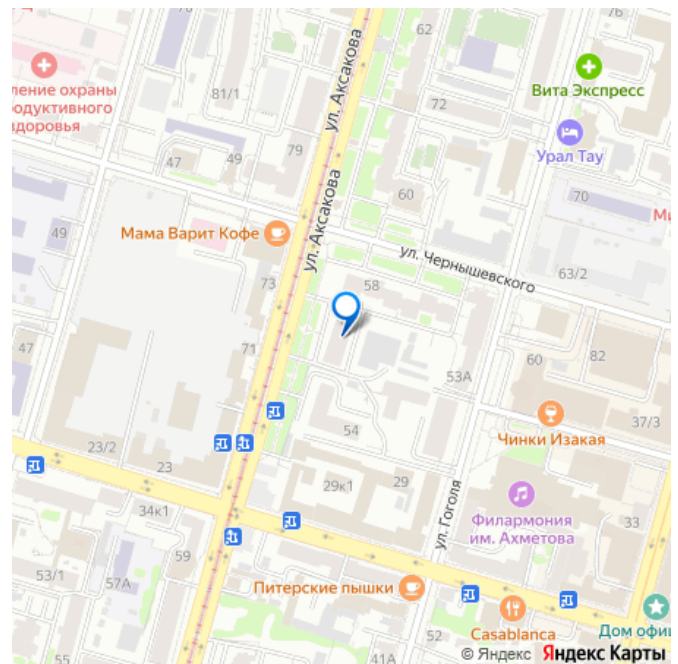 70
62
76
ление охраны
родуктивного
здоровья
81/1
ул. Аксакова
Вита Экспресс
72
79
Урал Тау
47
49
60
70
49
Мама Варит Кофе
ул. Аксакова
ул. Чернышевского
63/2
73
58
47
71
53А
60
82
Чинки Изакая
37/3
54
23/2
23
29к1
29
ул. Гоголя
Филармония
им. Ахметова
33
34к1
59
53/1
57А
Питерские пышки
Casablanca
Дом офи
52
41А
© Яндекс Яндекс Карты